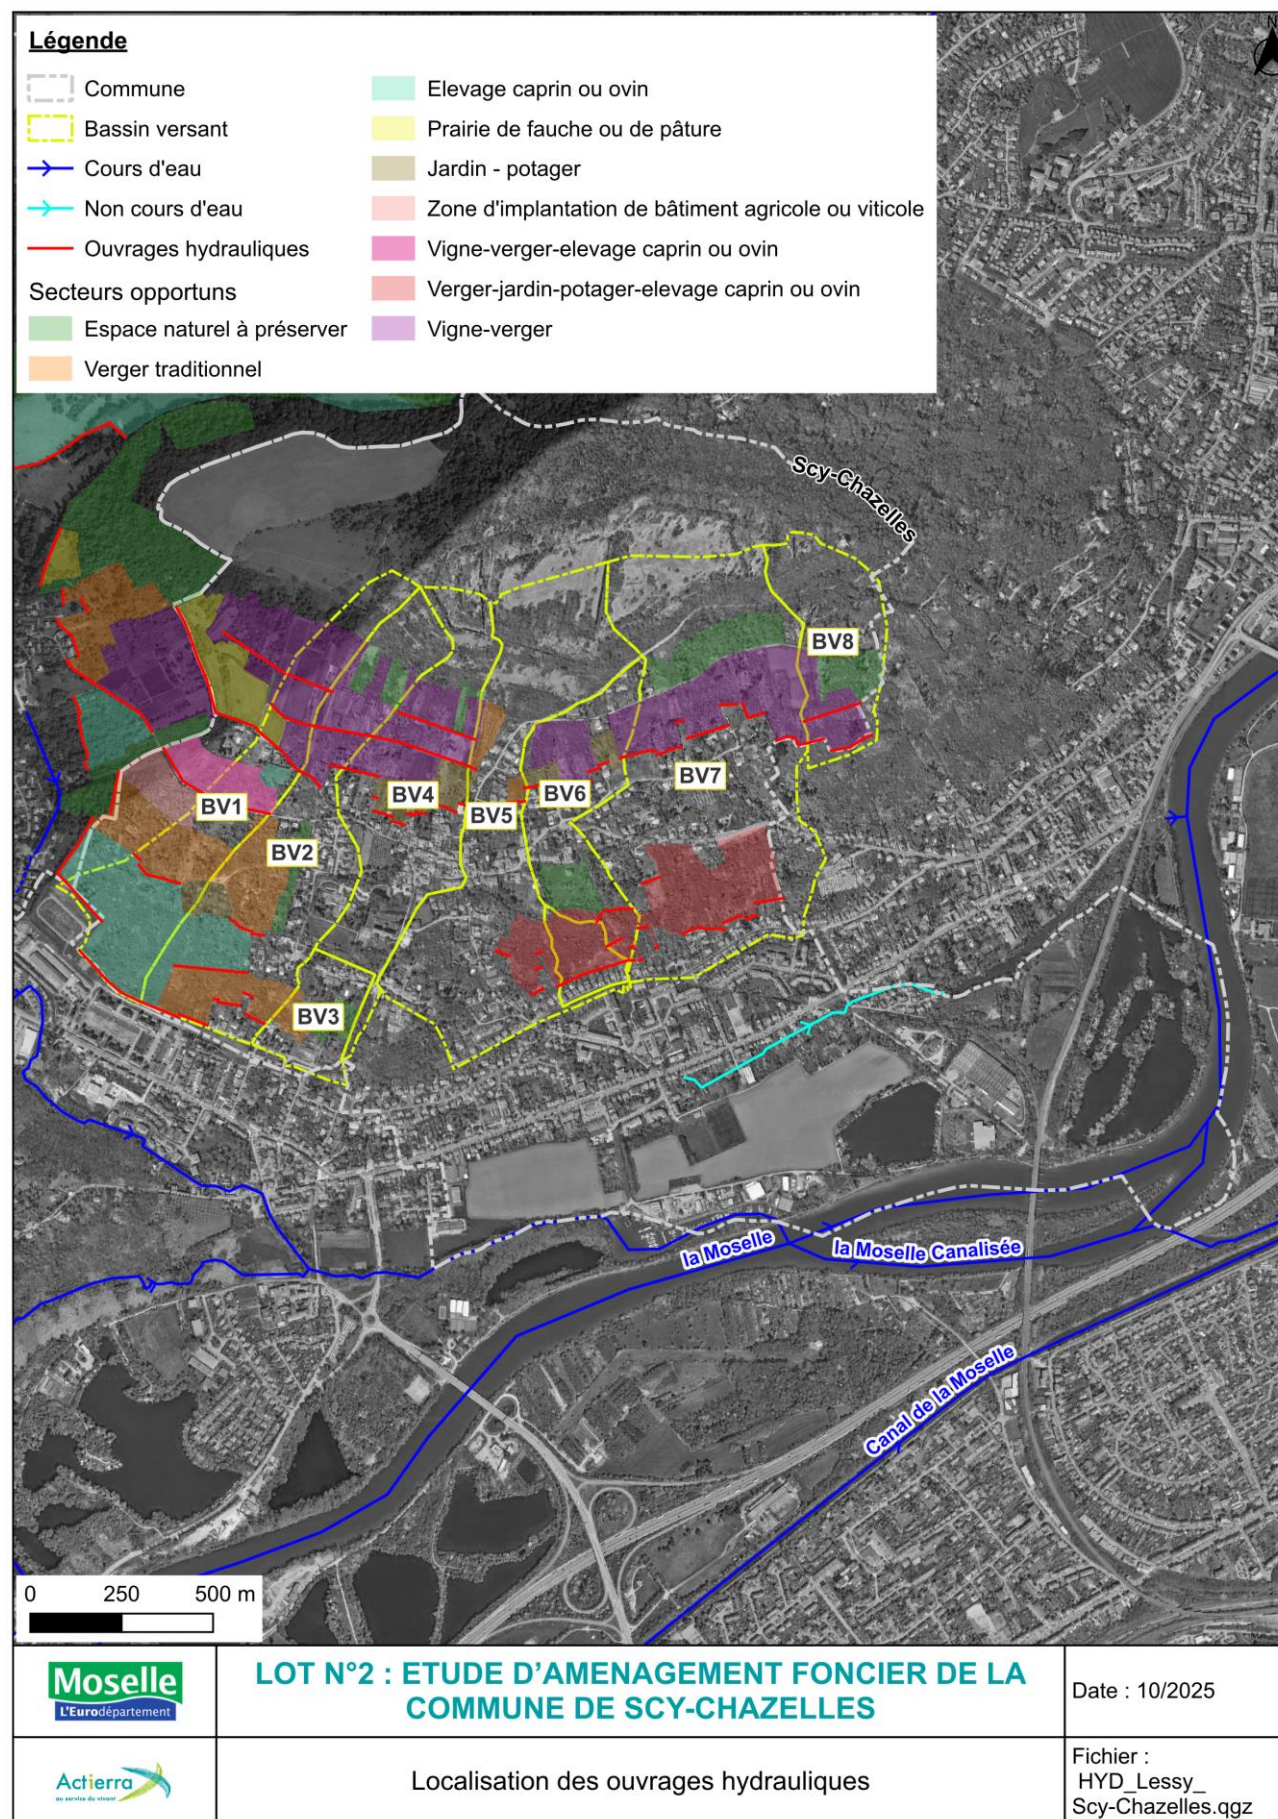 Légende
Commune
Bassin versant
Cours d'eau
Non cours d'eau
Ouvrages hydrauliques
Secteurs opportuns
Espace naturel à préserver
Verger traditionnel
Elevage caprin ou ovin
Prairie de fauche ou de pâture
Jardin - potager
Zone d'implantation de bâtiment agricole ou viticole
Vigne-verger-elevage caprin ou ovin
Verger-jardin-potager-elevage caprin ou ovin
Vigne-verger
N
Scy-Chazelles
BV8
BV7
BV6
BV4
BV5
BV1
BV2
BV3
la Moselle
la Moselle Canalisée
Canal de la Moselle
0 250 500 m
Moselle
L'Eurodépartement
LOT N°2 : ETUDE D'AMENAGEMENT FONCIER DE LA
COMMUNE DE SCY-CHAZELLES
Date : 10/2025
Actierra
au service du vivant
Localisation des ouvrages hydrauliques
Fichier :
HYD_Lessy_
Scy-Chazelles.qgz